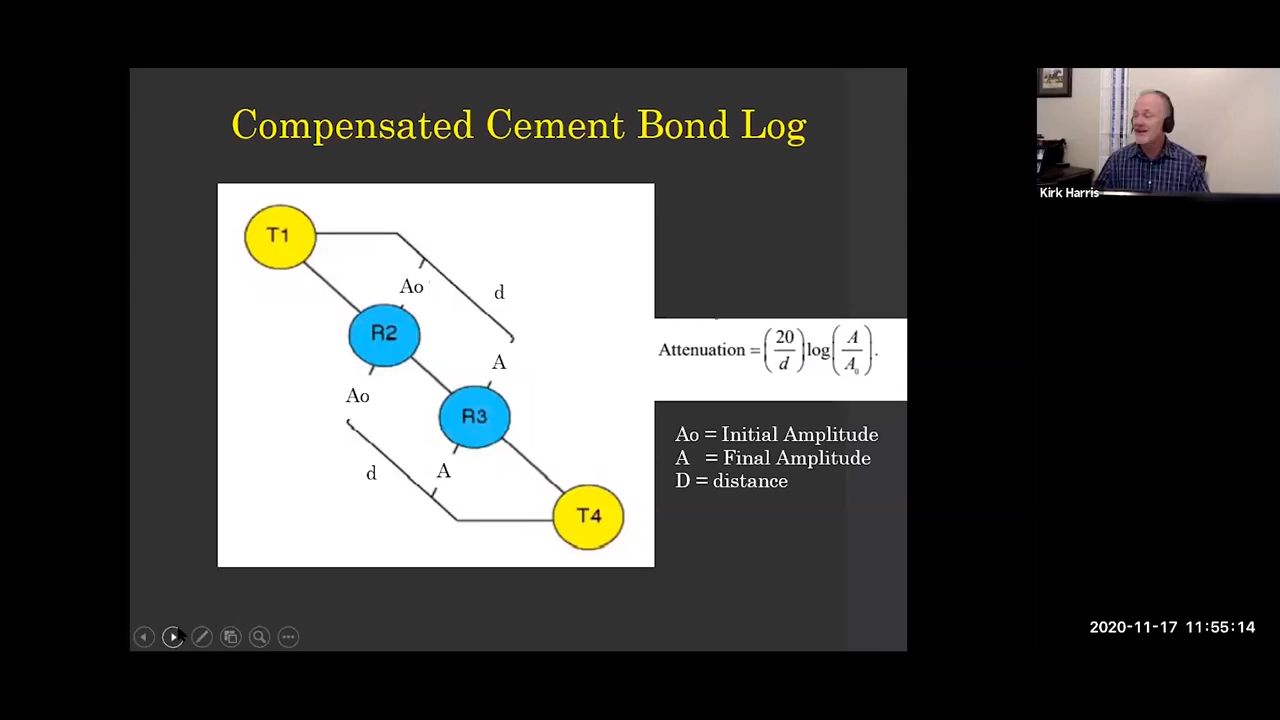 Compensated Cement Bond Log
T1
Ao
d
R2
A
Ao
R3
d
A
T4
Attenuation = (20/d) log(A/A₀).
Ao = Initial Amplitude
A = Final Amplitude
D = distance
Kirk Harris
2020-11-17 11:55:14